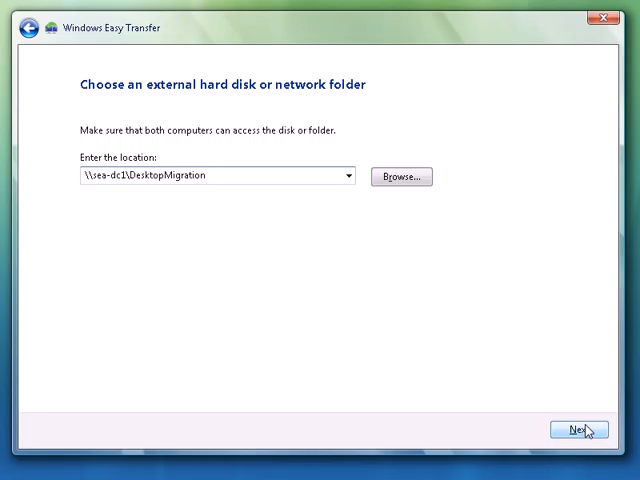 Windows Easy Transfer
Choose an external hard disk or network folder
Make sure that both computers can access the disk or folder.
Enter the location:
\\sea-dc1\DesktopMigration
Browse...
Next